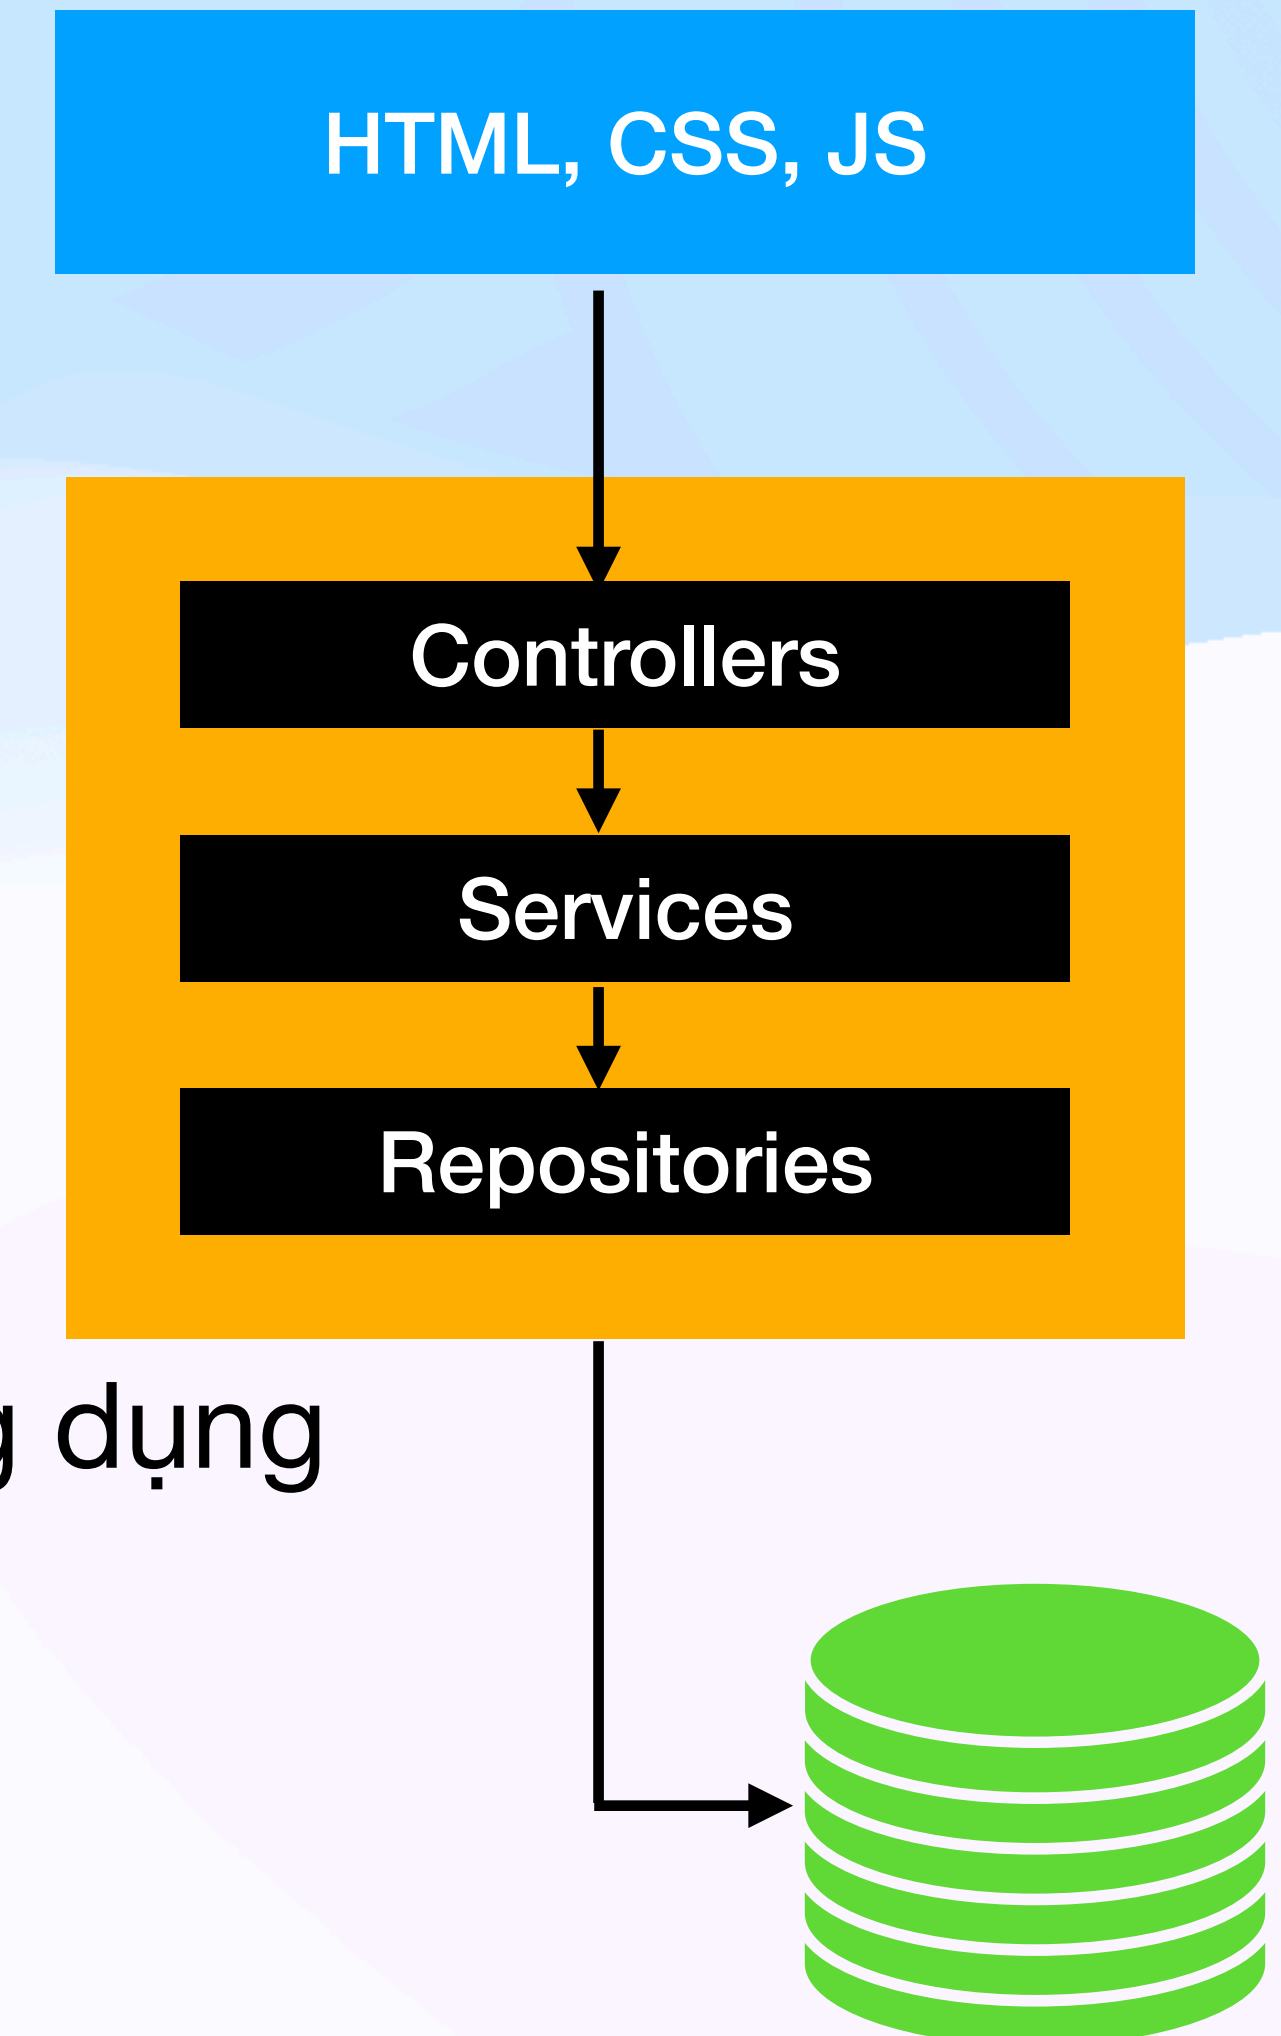 HTML, CSS, JS
Controllers
Services
Repositories
dụng